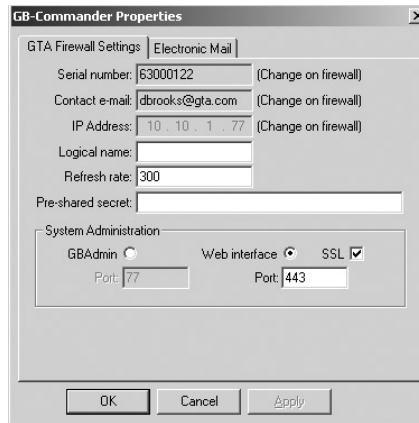 GB-Commander Properties
GTA Firewall Settings Electronic Mail
Serial number: 63000122 (Change on firewall)
Contact e-mail: dbrooks@gta.com (Change on firewall)
IP Address: 10 . 10 . 1 . 77 (Change on firewall)
Logical name:
Refresh rate: 300
Pre-shared secret:
System Administration
GBAdmin Web interface SSL
Port: 77 Port: 443
OK Cancel Apply